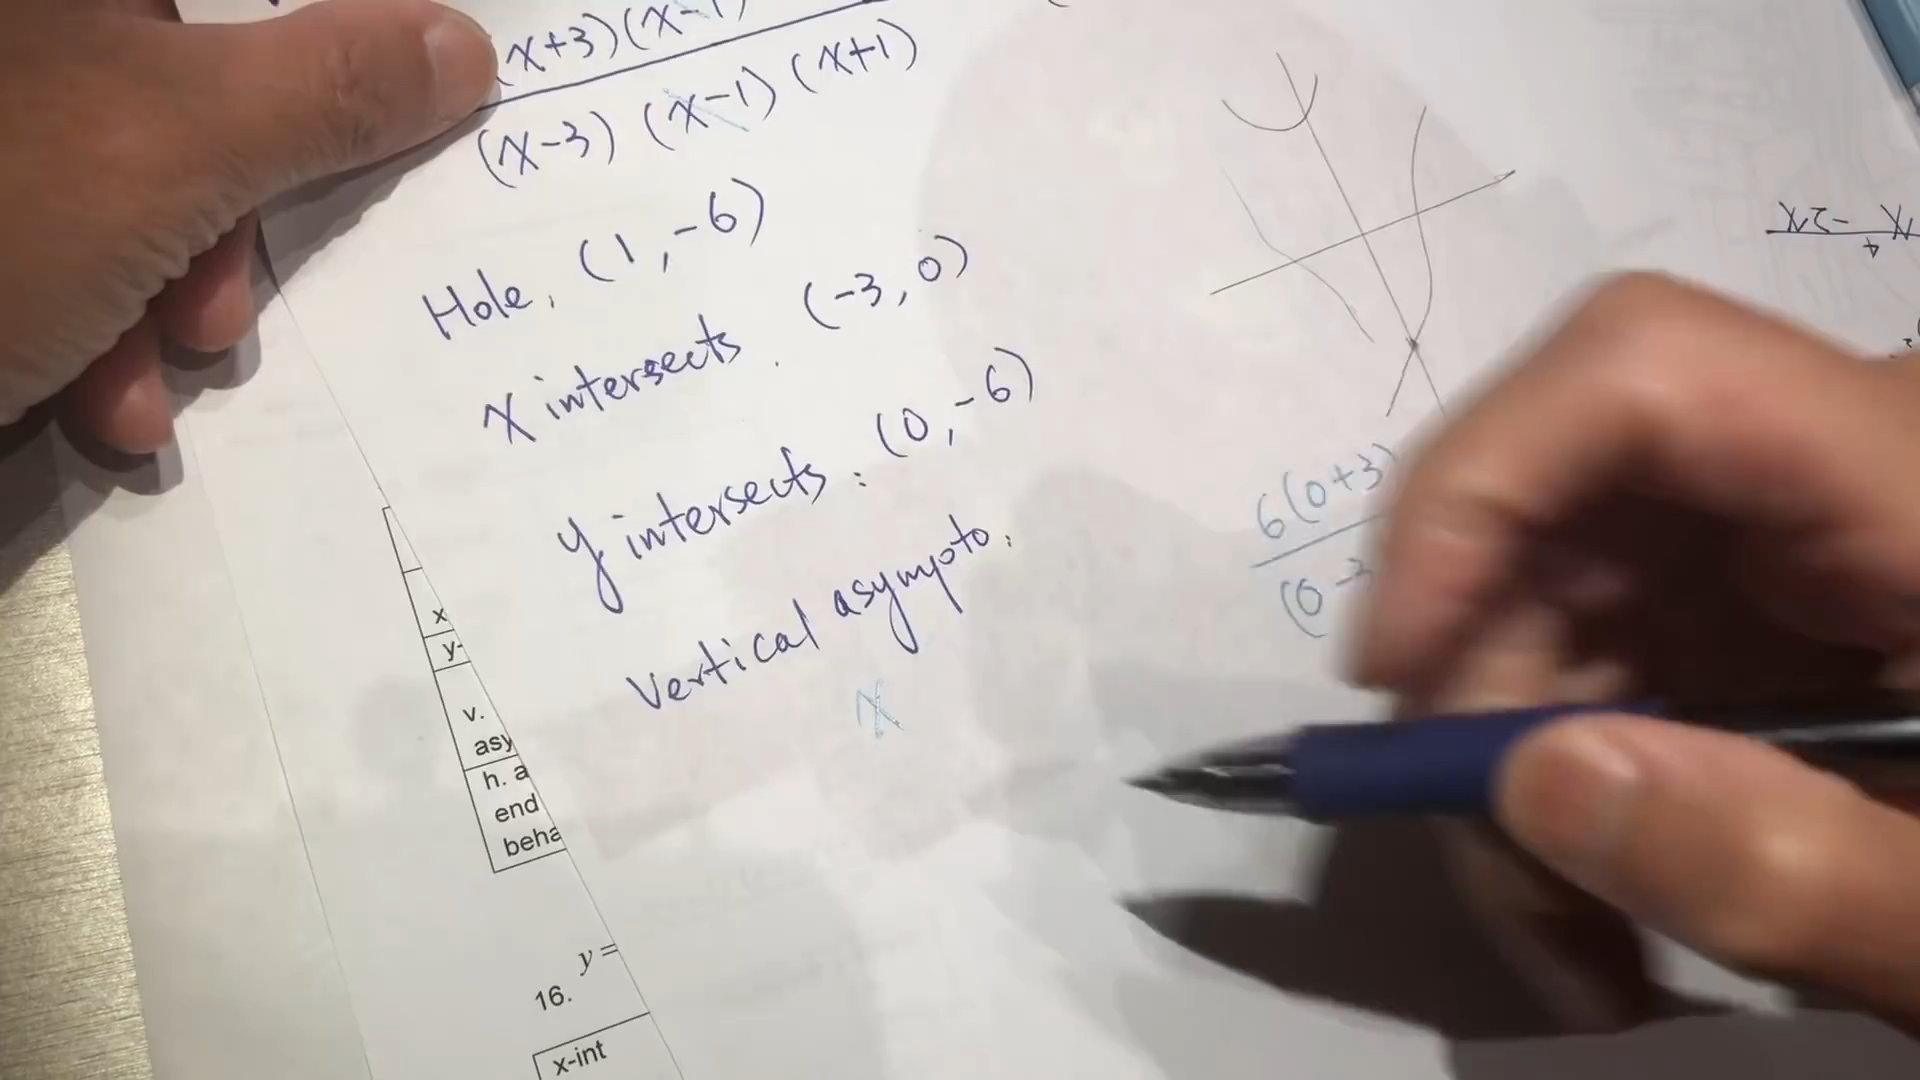 (x+3)(x-1)
(x-3) (x-1) (x+1)
Hole. (1,-6)
x intersects. (-3,0)
y intersects: (0,-6)
vertical asympto.
x
6(0+3)
(0-3
x
y-
v.
asy
h. a
end
beha
y =
16.
x-int